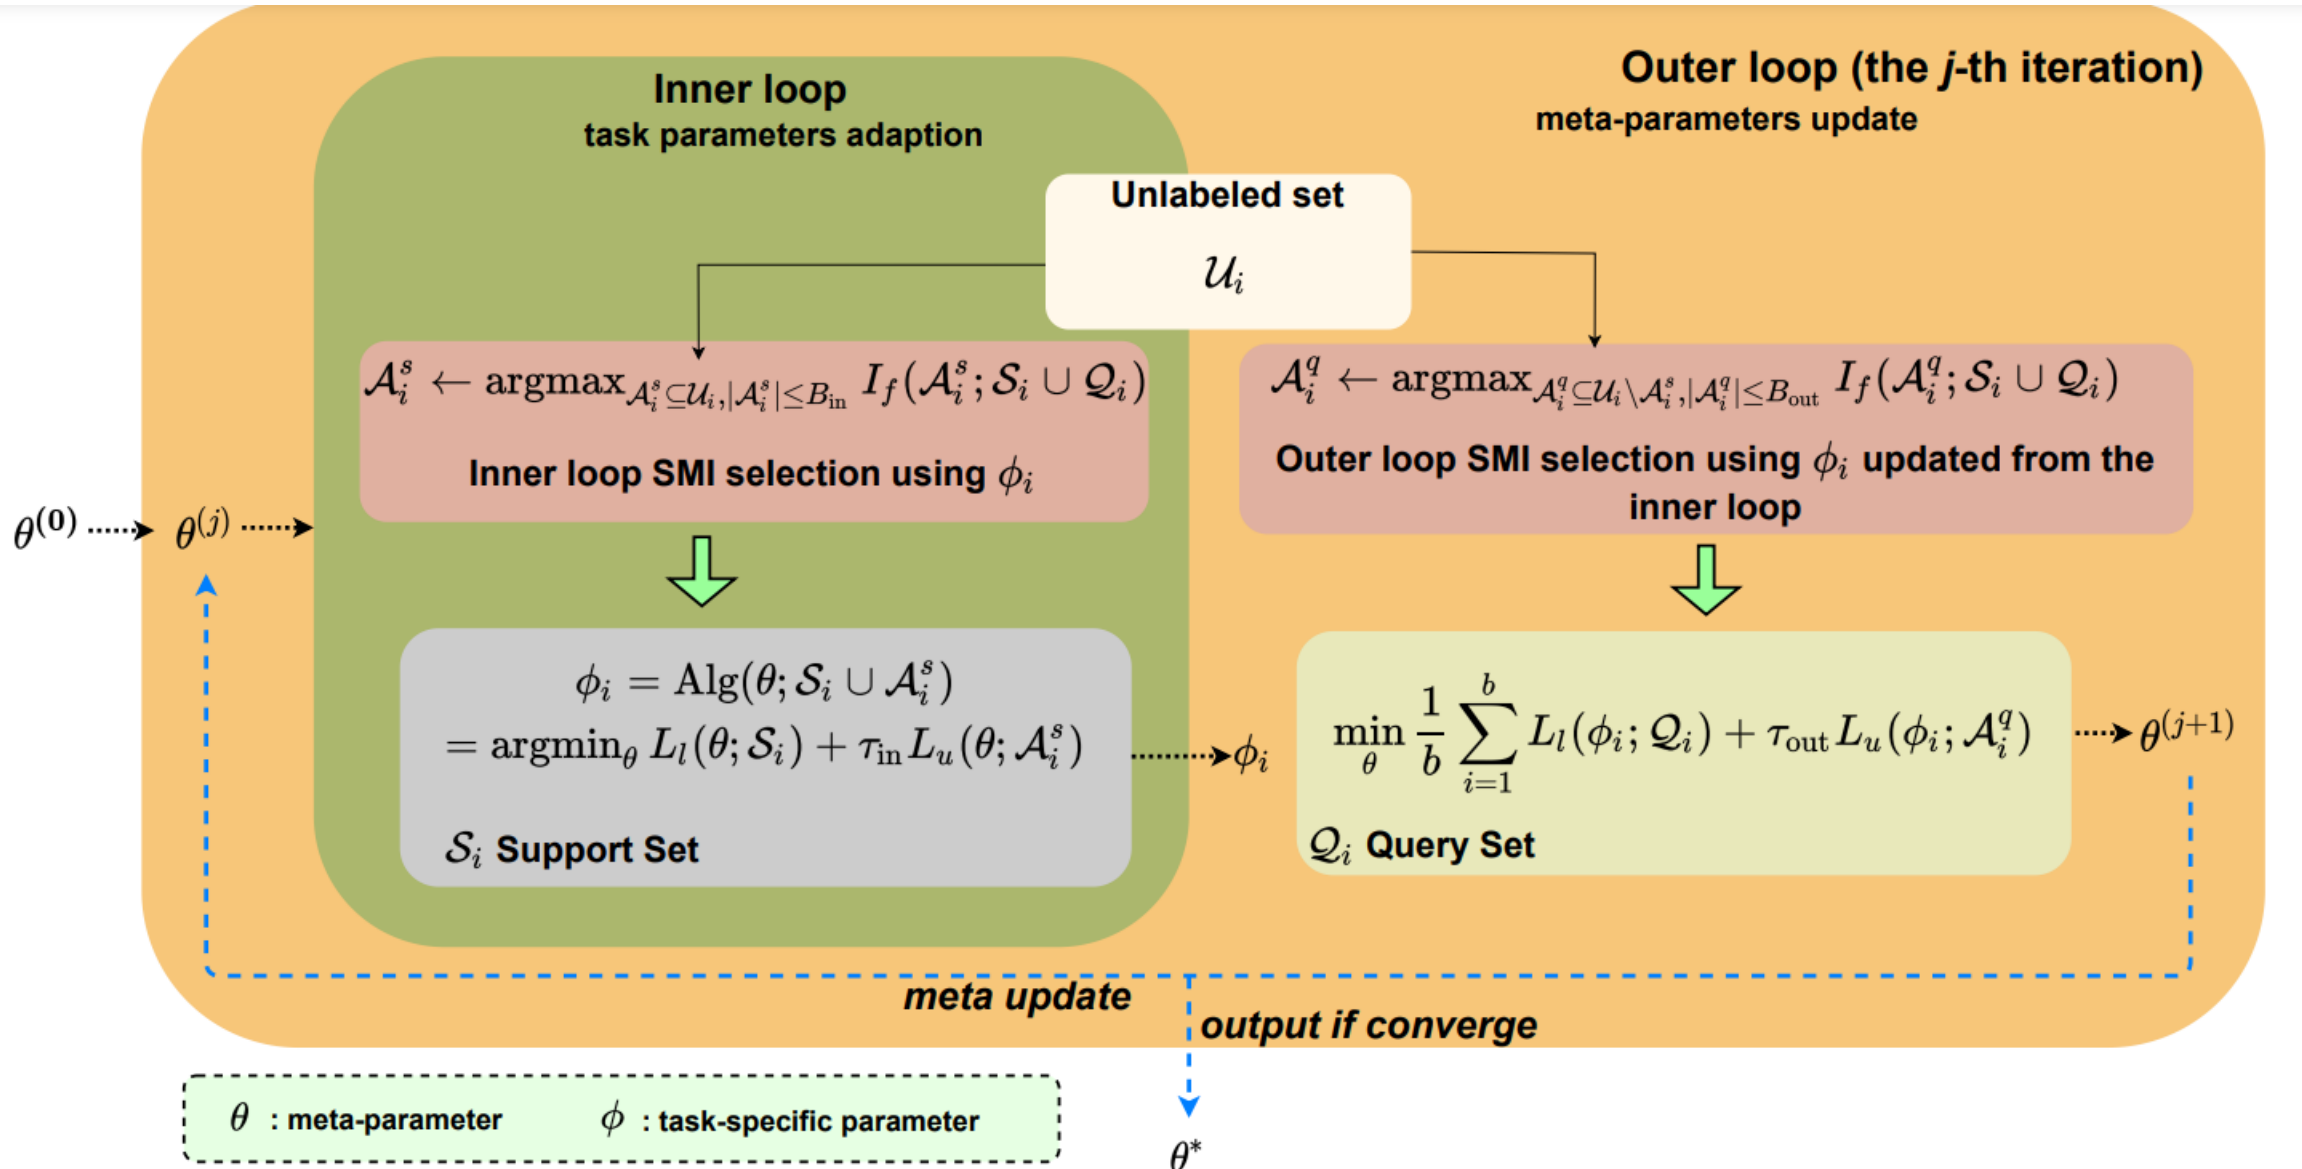 Outer loop (the j-th iteration)
meta-parameters update
Inner loop
task parameters adaption
Unlabeled set
𝒰ᵢ
𝒜ᵢˢ ← argmax_{𝒜ᵢˢ⊆𝒰ᵢ,|𝒜ᵢˢ|≤B_in} I_f(𝒜ᵢˢ; 𝒮ᵢ ∪ 𝒬ᵢ)
Inner loop SMI selection using ϕᵢ
𝒜ᵢ^q ← argmax_{𝒜ᵢ^q⊆𝒰ᵢ\𝒜ᵢˢ,|𝒜ᵢ^q|≤B_out} I_f(𝒜ᵢ^q; 𝒮ᵢ ∪ 𝒬ᵢ)
Outer loop SMI selection using ϕᵢ updated from the
inner loop
θ^(0)
θ^(j)
ϕᵢ = Alg(θ; 𝒮ᵢ ∪ 𝒜ᵢˢ)
= argmin_θ L_l(θ; 𝒮ᵢ) + τ_in L_u(θ; 𝒜ᵢˢ)
𝒮ᵢ Support Set
ϕᵢ
min_θ 1/b ∑_{i=1}^{b} L_l(ϕᵢ; 𝒬ᵢ) + τ_out L_u(ϕᵢ; 𝒜ᵢ^q)
𝒬ᵢ Query Set
θ^(j+1)
meta update
output if converge
θ : meta-parameter
ϕ : task-specific parameter
θ*